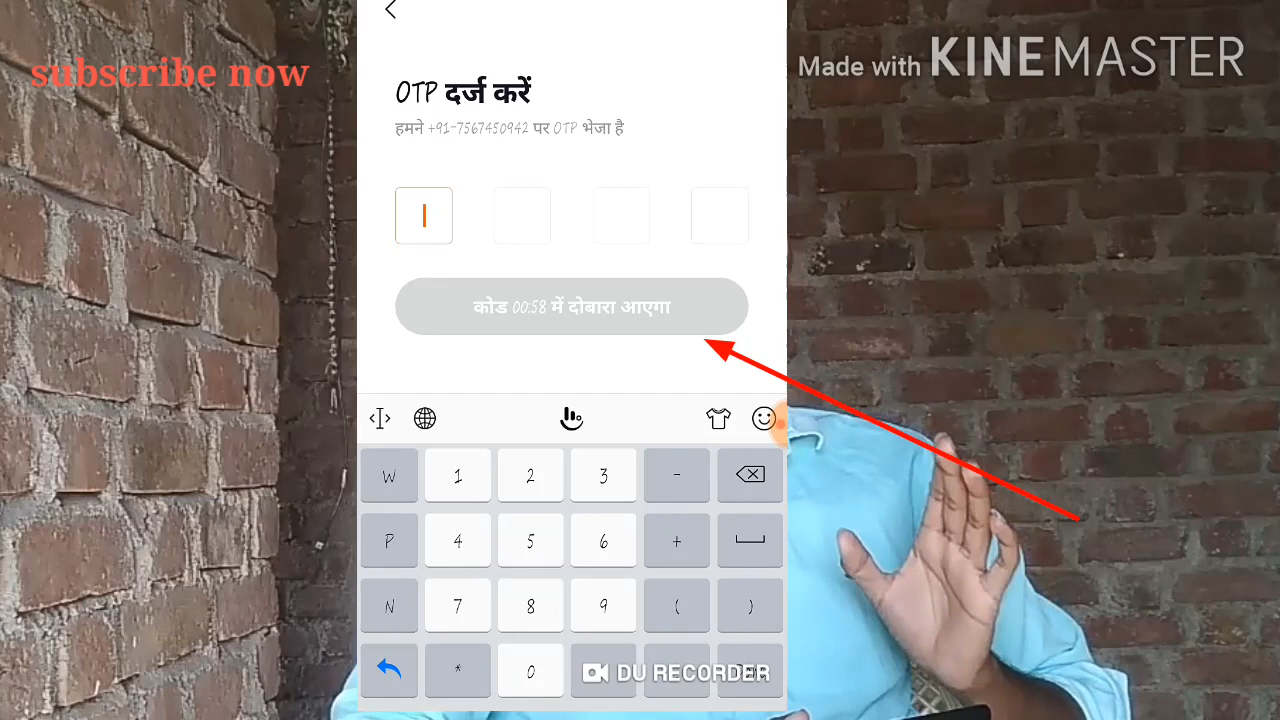 subscribe now
Made with KINEMASTER
OTP दर्ज करें
हमने +91-7567450942 पर OTP भेजा है
कोड 00:58 में दोबारा आएगा
W 1 2 3 -
P 4 5 6 +
N 7 8 9 ( )
* 0
DU RECORDER